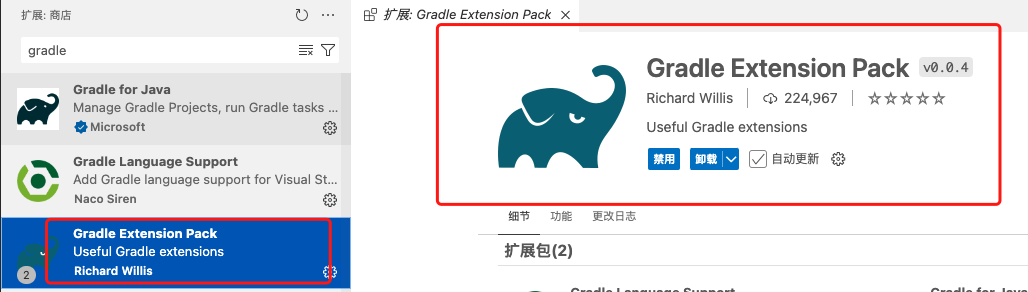 扩展: 商店
gradle
Gradle for Java
Manage Gradle Projects, run Gradle tasks ...
Microsoft
Gradle Language Support
Add Gradle language support for Visual St...
Naco Siren
Gradle Extension Pack
Useful Gradle extensions
Richard Willis
2
扩展: Gradle Extension Pack
Gradle Extension Pack v0.0.4
Richard Willis 224,967
Useful Gradle extensions
禁用 卸载 自动更新
细节 功能 更改日志
扩展包(2)
Gradle Language Support Gradle for Java